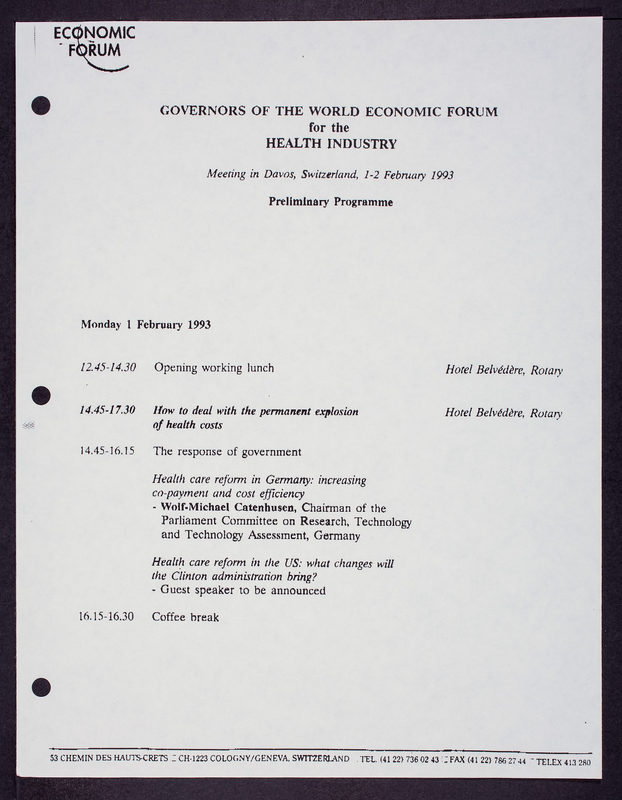 ECONOMIC
FORUM
GOVERNORS OF THE WORLD ECONOMIC FORUM
for the
HEALTH INDUSTRY
Meeting in Davos, Switzerland, 1-2 February 1993
Preliminary Programme
Monday 1 February 1993
12.45-14.30 Opening working lunch Hotel Belvédère, Rotary
14.45-17.30 How to deal with the permanent explosion Hotel Belvédère, Rotary
of health costs
14.45-16.15 The response of government
Health care reform in Germany: increasing
co-payment and cost efficiency
- Wolf-Michael Catenhusen, Chairman of the
Parliament Committee on Research, Technology
and Technology Assessment, Germany
Health care reform in the US: what changes will
the Clinton administration bring?
- Guest speaker to be announced
16.15-16.30 Coffee break
53 CHEMIN DES HAUTS-CRETS - CH-1223 COLOGNY/GENEVA, SWITZERLAND TEL. (41 22) 736 02 43 - FAX (41 22) 786 27 44 - TELEX 413 280